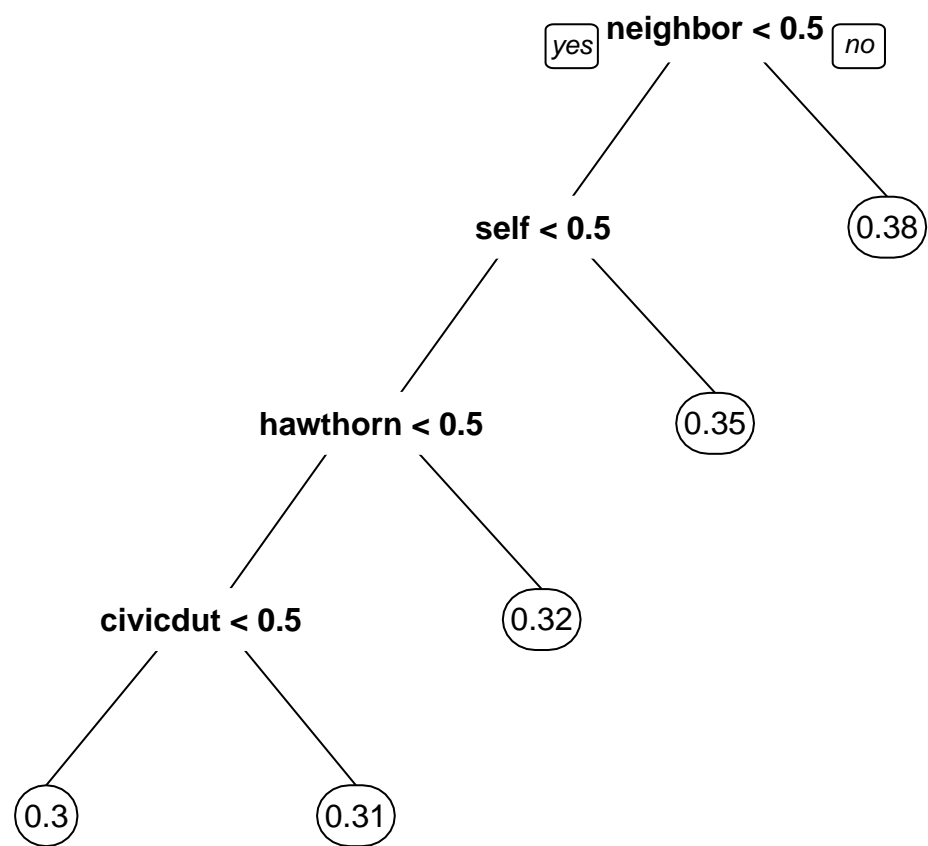 yes neighbor < 0.5 no
self < 0.5
0.38
hawthorn < 0.5
0.35
civicdut < 0.5
0.32
0.3
0.31